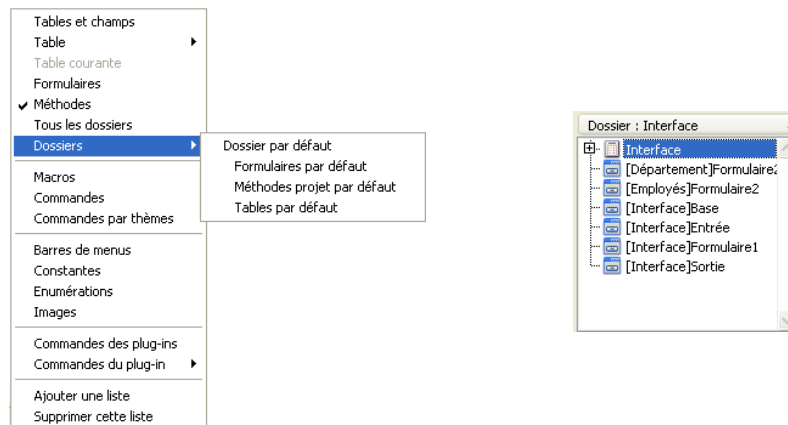 Tables et champs
Table
Table courante
Formulaires
Méthodes
Tous les dossiers
Dossiers
Macros
Commandes
Commandes par thèmes
Barres de menus
Constantes
Enumérations
Images
Commandes des plug-ins
Commandes du plug-in
Ajouter une liste
Supprimer cette liste
Dossier par défaut
Formulaires par défaut
Méthodes projet par défaut
Tables par défaut
Dossier : Interface
Interface
[Département]Formulaire2
[Employés]Formulaire2
[Interface]Base
[Interface]Entrée
[Interface]Formulaire1
[Interface]Sortie